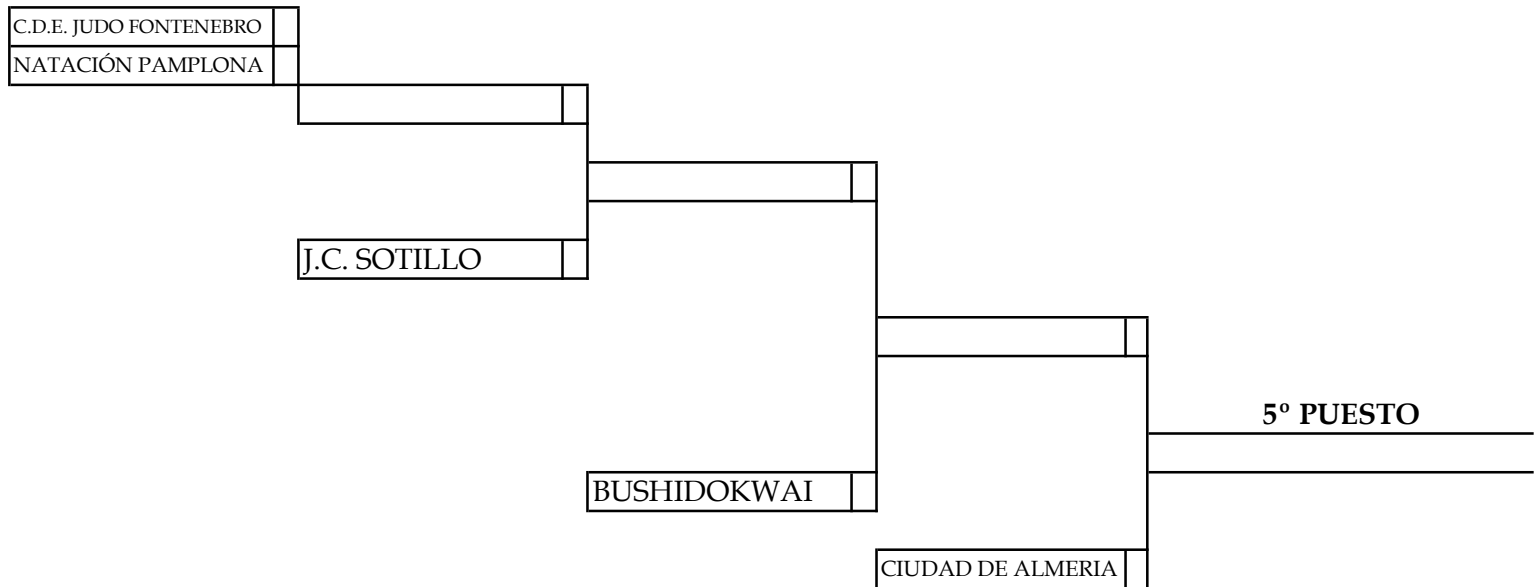 C.D.E. JUDO FONTENEBRO
NATACIÓN PAMPLONA
J.C. SOTILLO
5º PUESTO
BUSHIDOKWAI
CIUDAD DE ALMERIA